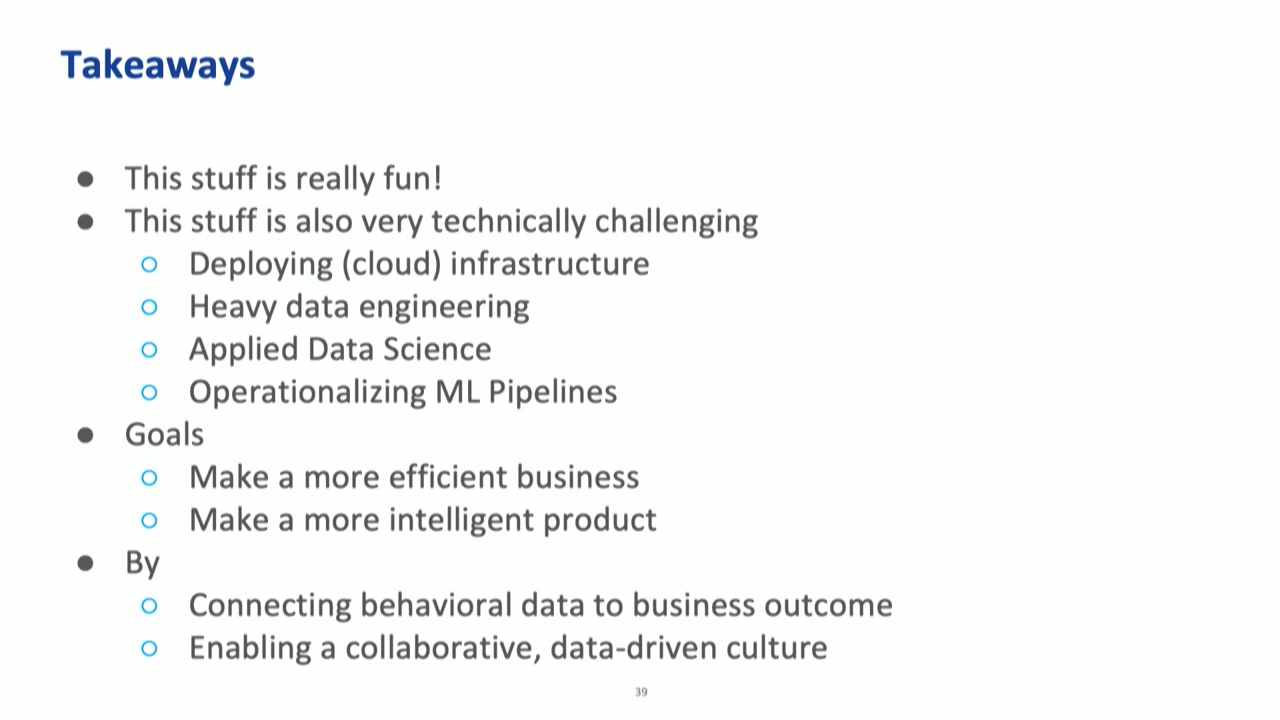 Takeaways
● This stuff is really fun!
● This stuff is also very technically challenging
○ Deploying (cloud) infrastructure
○ Heavy data engineering
○ Applied Data Science
○ Operationalizing ML Pipelines
● Goals
○ Make a more efficient business
○ Make a more intelligent product
● By
○ Connecting behavioral data to business outcome
○ Enabling a collaborative, data-driven culture
39